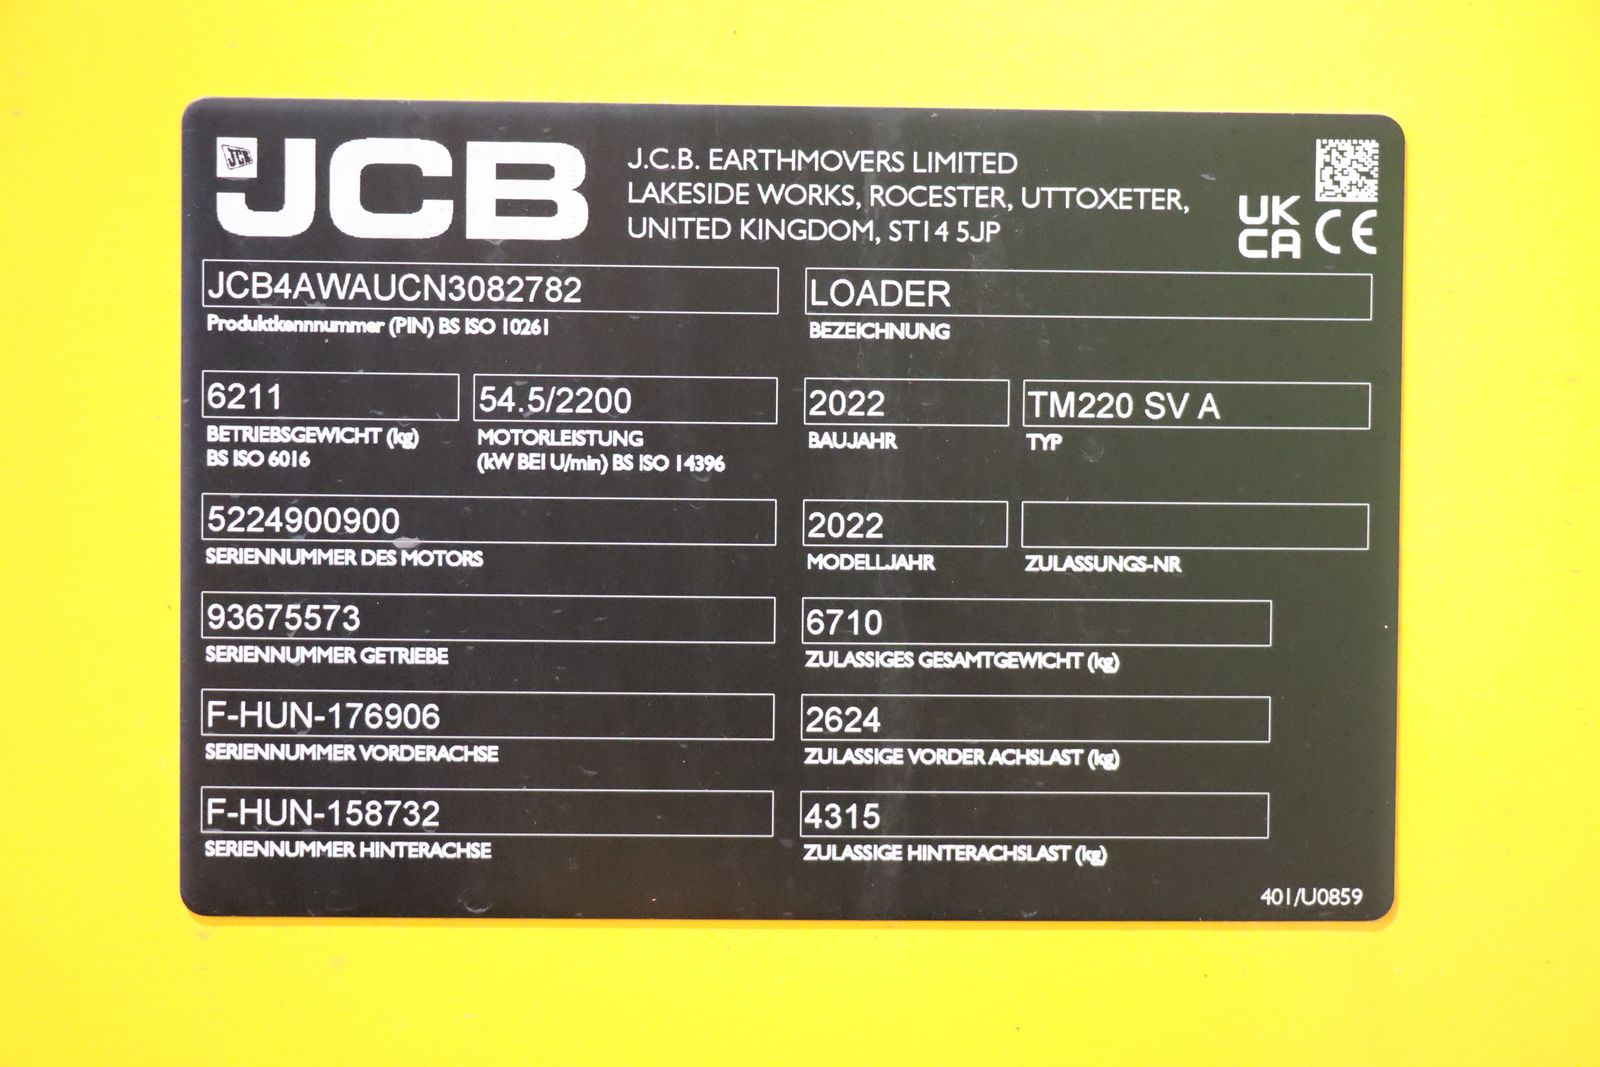 JCB JCB
J.C.B. EARTHMOVERS LIMITED
LAKESIDE WORKS, ROCESTER, UTTOXETER,
UNITED KINGDOM, ST14 5JP
UK
CA CE
JCB4AWAUCN3082782
Produktkennnummer (PIN) BS ISO 10261
LOADER
BEZEICHNUNG
6211
BETRIEBSGEWICHT (kg)
BS ISO 6016
54.5/2200
MOTORLEISTUNG
(kW BEI U/min) BS ISO 14396
2022
BAUJAHR
TM220 SV A
TYP
5224900900
SERIENNUMMER DES MOTORS
2022
MODELLJAHR
ZULASSUNGS-NR
93675573
SERIENNUMMER GETRIEBE
6710
ZULASSIGES GESAMTGEWICHT (kg)
F-HUN-176906
SERIENNUMMER VORDERACHSE
2624
ZULASSIGE VORDER ACHSLAST (kg)
F-HUN-158732
SERIENNUMMER HINTERACHSE
4315
ZULASSIGE HINTERACHSLAST (kg)
401/U0859